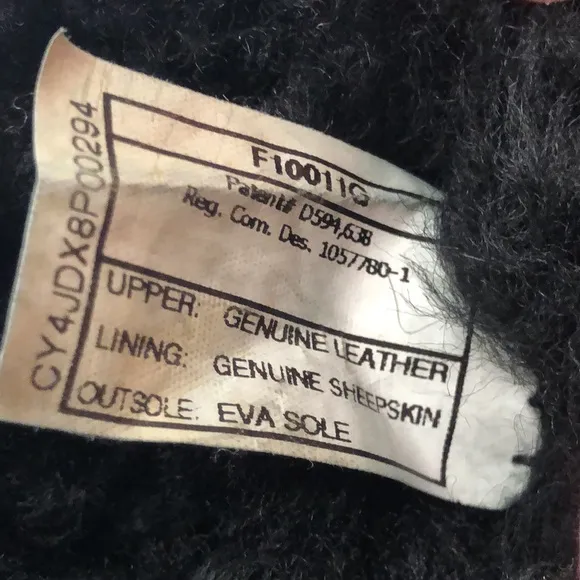 CY4JDX8P00294
F10011G
Patent# D594,638
Reg. Com. Des. 1057780-1
UPPER: GENUINE LEATHER
LINING: GENUINE SHEEPSKIN
OUTSOLE: EVA SOLE